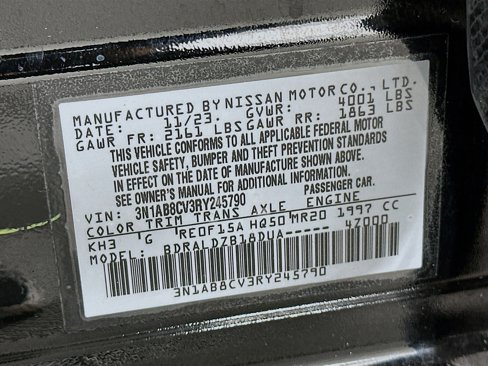 MANUFACTURED BY NISSAN MOTOR CO., LTD.
DATE: 11/23. GVWR: 4001 LBS
GAWR FR: 2161 LBS GAWR RR: 1863 LBS
THIS VEHICLE CONFORMS TO ALL APPLICABLE FEDERAL MOTOR
VEHICLE SAFETY, BUMPER AND THEFT PREVENTION STANDARDS
IN EFFECT ON THE DATE OF MANUFACTURE SHOWN ABOVE.
SEE OWNER'S MANUAL FOR ADDITIONAL INFORMATION.
VIN: 3N1AB8CV3RY245790 PASSENGER CAR.
COLOR TRIM TRANS AXLE ENGINE
KH3 G RE0F15A HQ50 MR20 1997 CC
MODEL: BDRALDZB18DUA----- 4Z000
3N1AB8CV3RY245790